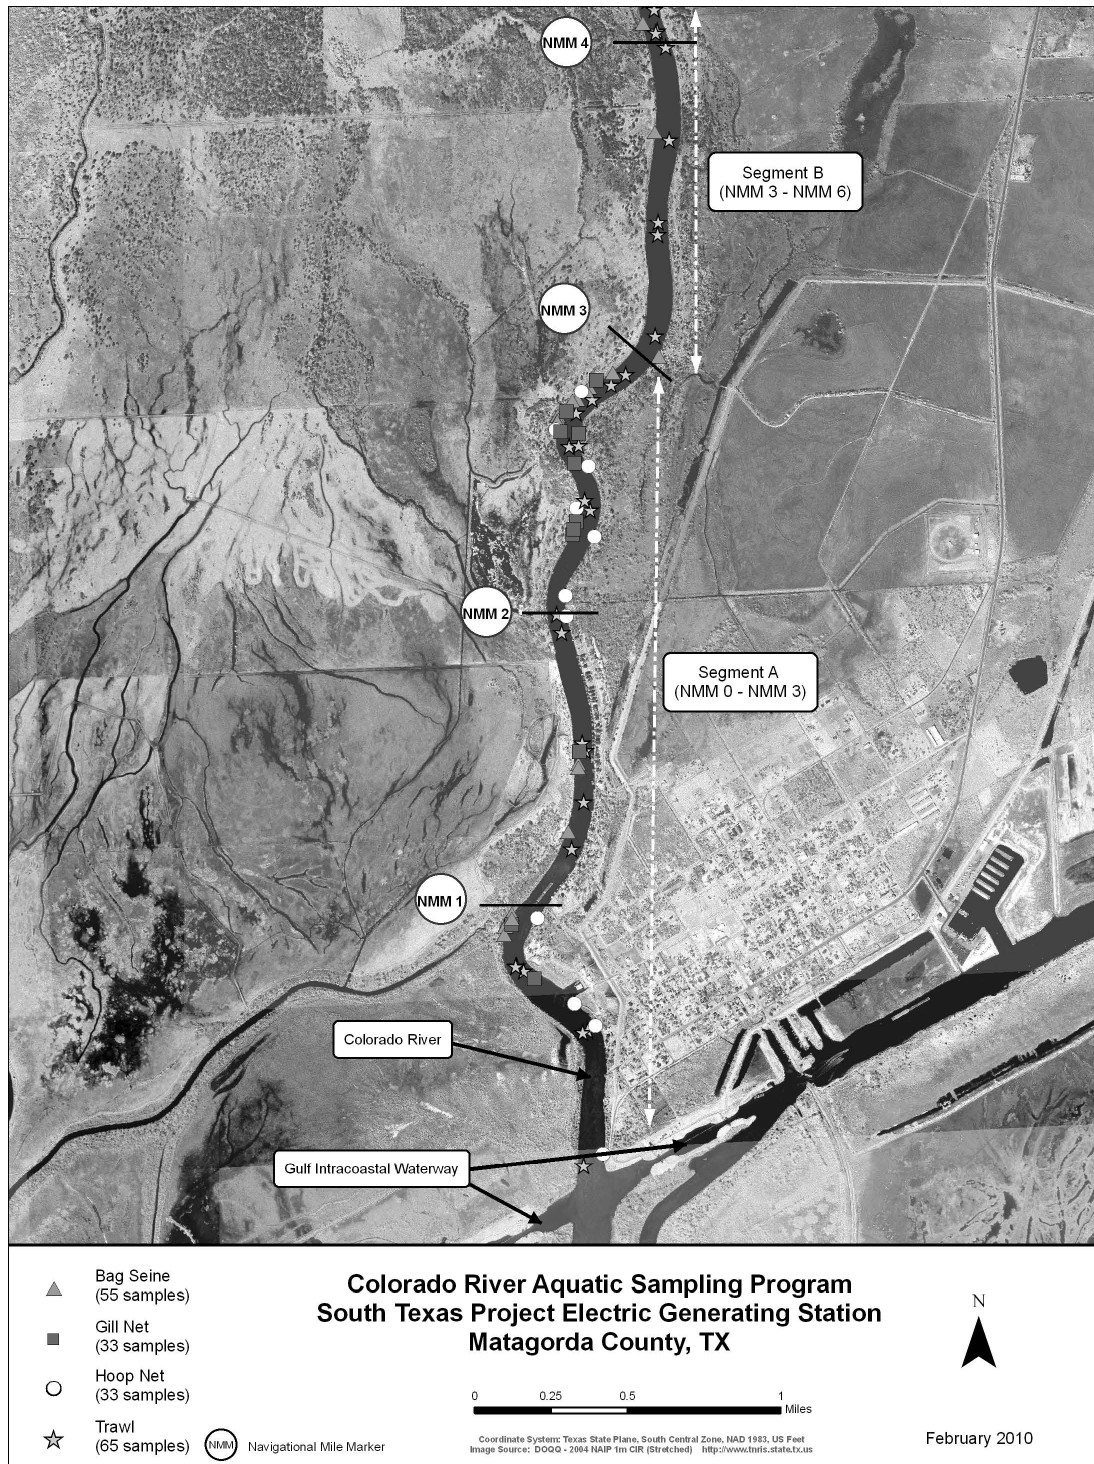 NMM 4
Segment B
(NMM 3 - NMM 6)
NMM 3
NMM 2
Segment A
(NMM 0 - NMM 3)
NMM 1
Colorado River
Gulf Intracoastal Waterway
Bag Seine
(55 samples)
Gill Net
(33 samples)
Hoop Net
(33 samples)
Trawl
(65 samples)
NMM
Navigational Mile Marker
Colorado River Aquatic Sampling Program
South Texas Project Electric Generating Station
Matagorda County, TX
0 0.25 0.5 1
Miles
Coordinate System: Texas State Plane, South Central Zone, NAD 1983, US Feet
Image Source: DOQQ - 2004 NAIP 1m CIR (Stretched) http://www.tnris.state.tx.us
N
February 2010